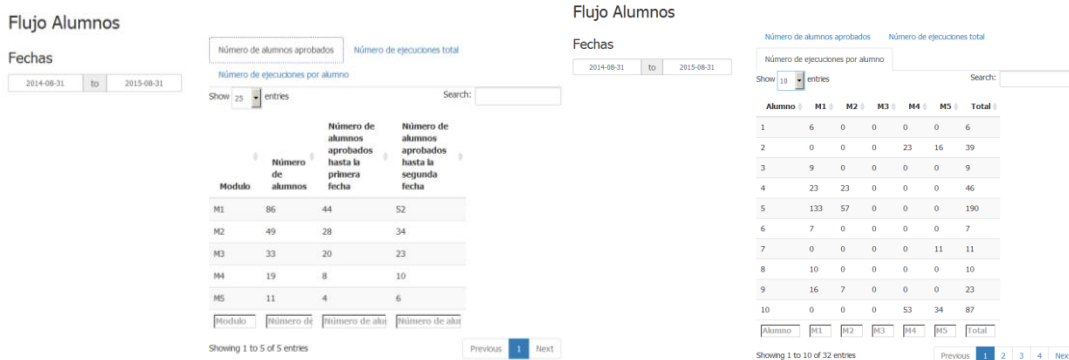 Flujo Alumnos
Fechas
2014-08-31 to 2015-08-31
Número de alumnos aprobados Número de ejecuciones total
Número de ejecuciones por alumno
Show 25 entries Search:
Modulo Número de alumnos Número de alumnos aprobados hasta la primera fecha Número de alumnos aprobados hasta la segunda fecha
M1 86 44 52
M2 49 28 34
M3 33 20 23
M4 19 8 10
M5 11 4 6
Modulo Número de Número de alu Número de alu
Showing 1 to 5 of 5 entries Previous 1 Next
Flujo Alumnos
Fechas
2014-08-31 to 2015-08-31
Número de alumnos aprobados Número de ejecuciones total
Número de ejecuciones por alumno
Show 10 entries Search:
Alumno M1 M2 M3 M4 M5 Total
1 6 0 0 0 0 6
2 0 0 0 23 16 39
3 9 0 0 0 0 9
4 23 23 0 0 0 46
5 133 57 0 0 0 190
6 7 0 0 0 0 7
7 0 0 0 0 11 11
8 10 0 0 0 0 10
9 16 7 0 0 0 23
10 0 0 0 53 34 87
Alumno M1 M2 M3 M4 M5 Total
Showing 1 to 10 of 32 entries Previous 1 2 3 4 Next